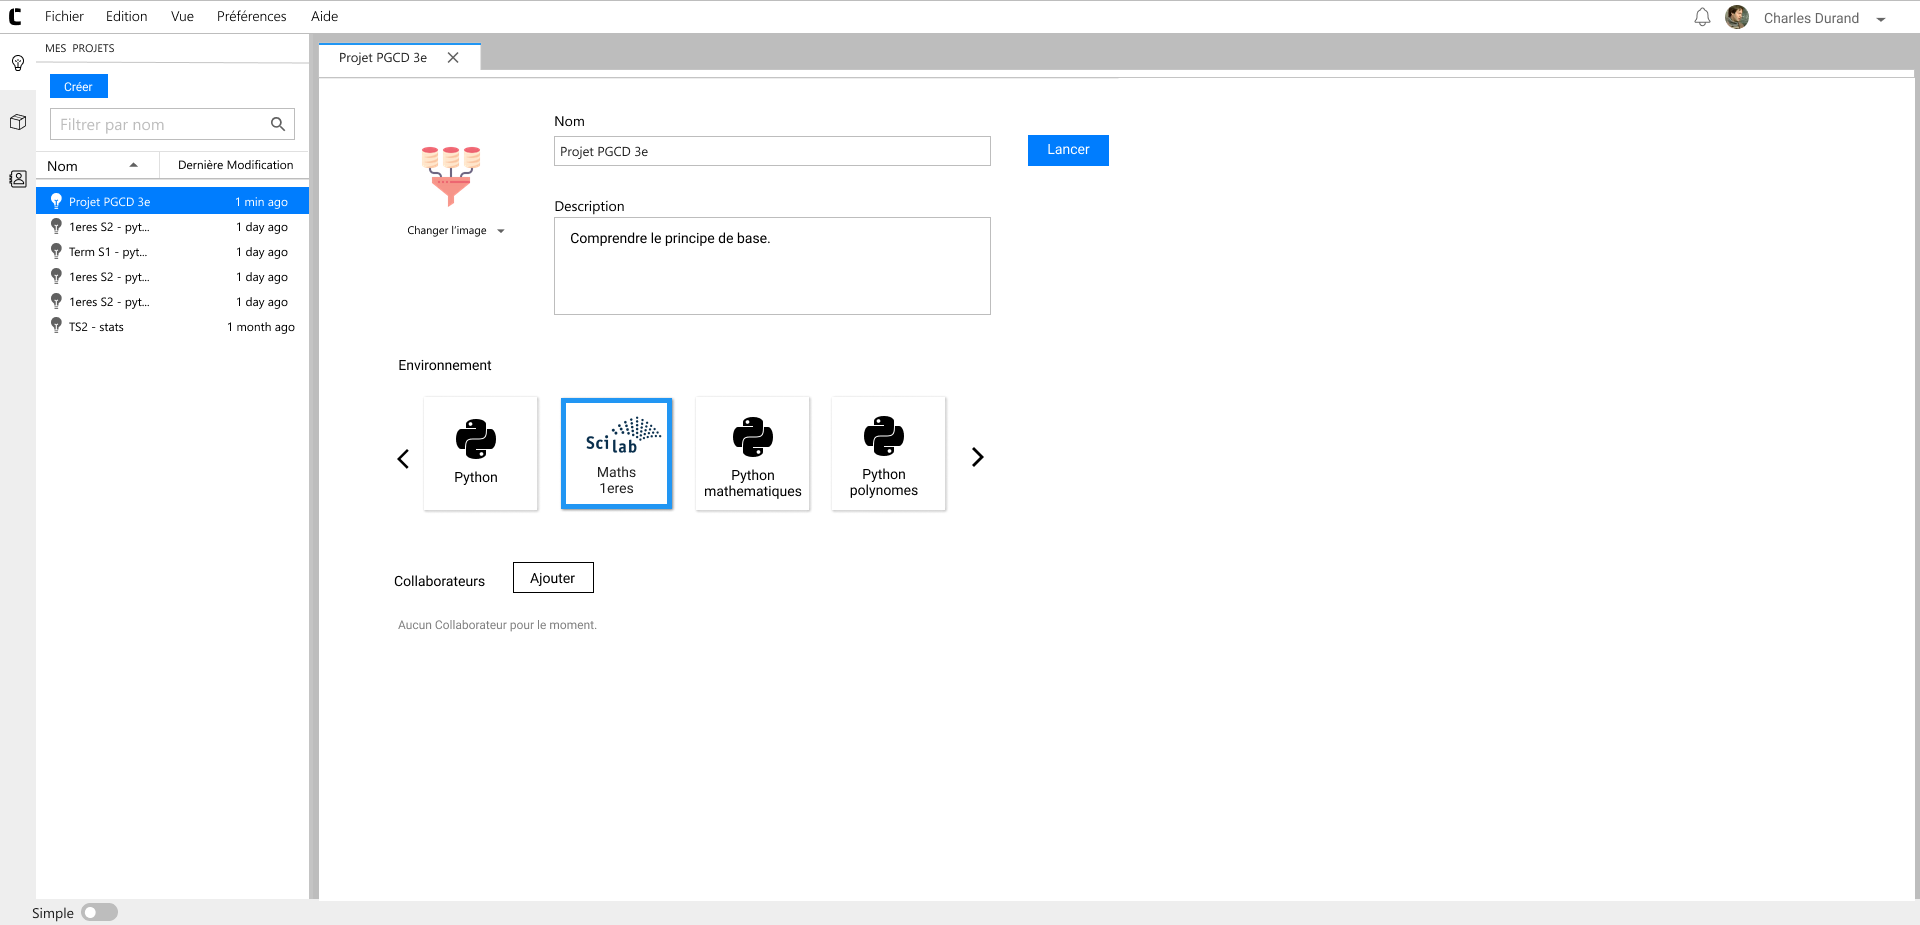 Fichier Edition Vue Préférences Aide
Charles Durand
MES PROJETS
Projet PGCD 3e
Créer
Filtrer par nom
Nom
Dernière Modification
Projet PGCD 3e 1 min ago
1eres S2 - pyt... 1 day ago
Term S1 - pyt... 1 day ago
1eres S2 - pyt... 1 day ago
1eres S2 - pyt... 1 day ago
TS2 - stats 1 month ago
Nom
Projet PGCD 3e
Lancer
Changer l'image
Description
Comprendre le principe de base.
Environnement
Python
Sci lab
Maths
1eres
Python
mathematiques
Python
polynomes
Collaborateurs
Ajouter
Aucun Collaborateur pour le moment.
Simple